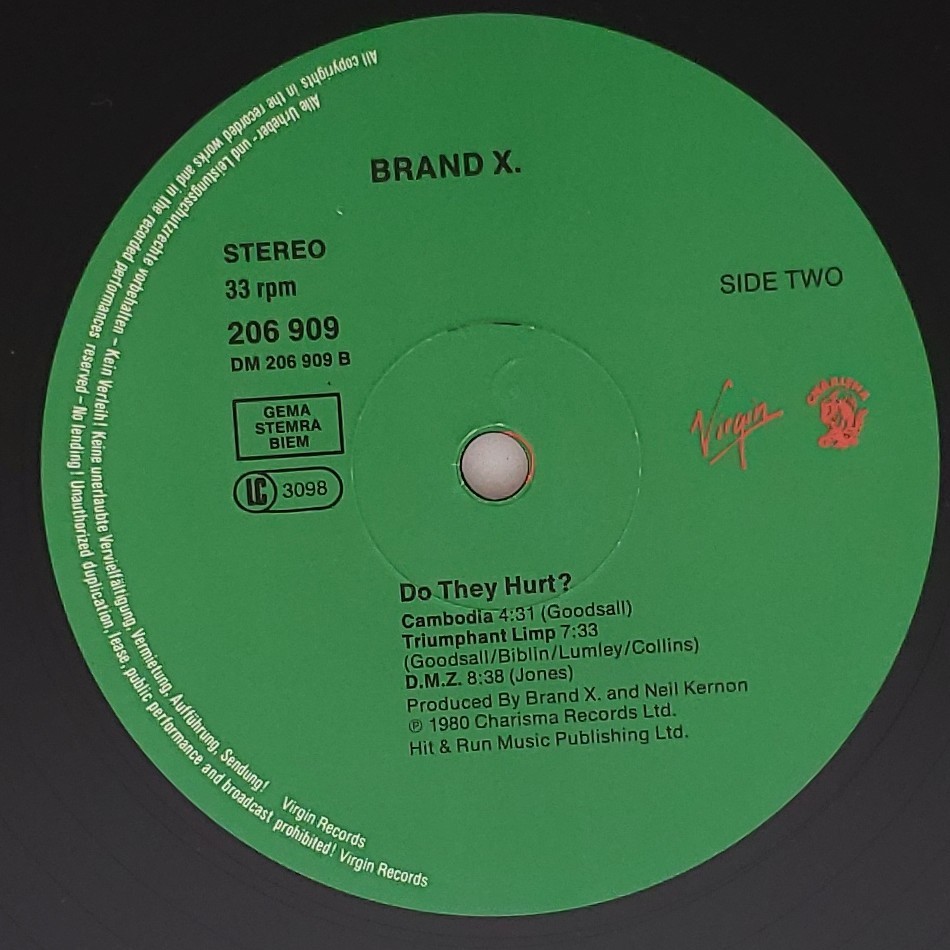 BRAND X.
STEREO
33 rpm
206 909
DM 206 909 B
GEMA
STEMRA
BIEM
LC 3098
SIDE TWO
Virgin
CHARISMA
Do They Hurt?
Cambodia 4:31 (Goodsall)
Triumphant Limp 7:33
(Goodsall/Biblin/Lumley/Collins)
D.M.Z. 8:38 (Jones)
Produced By Brand X. and Neil Kernon
℗ 1980 Charisma Records Ltd.
Hit & Run Music Publishing Ltd.
Alle Urheber- und Leistungsschutzrechte vorbehalten – Kein Verleih! Keine unerlaubte Vervielfältigung, Vermietung, Aufführung, Sendung! Virgin Records
All copyrights in the recorded works and in the recorded performances reserved – No lending! Unauthorized duplication, lease, public performance and broadcast prohibited! Virgin Records